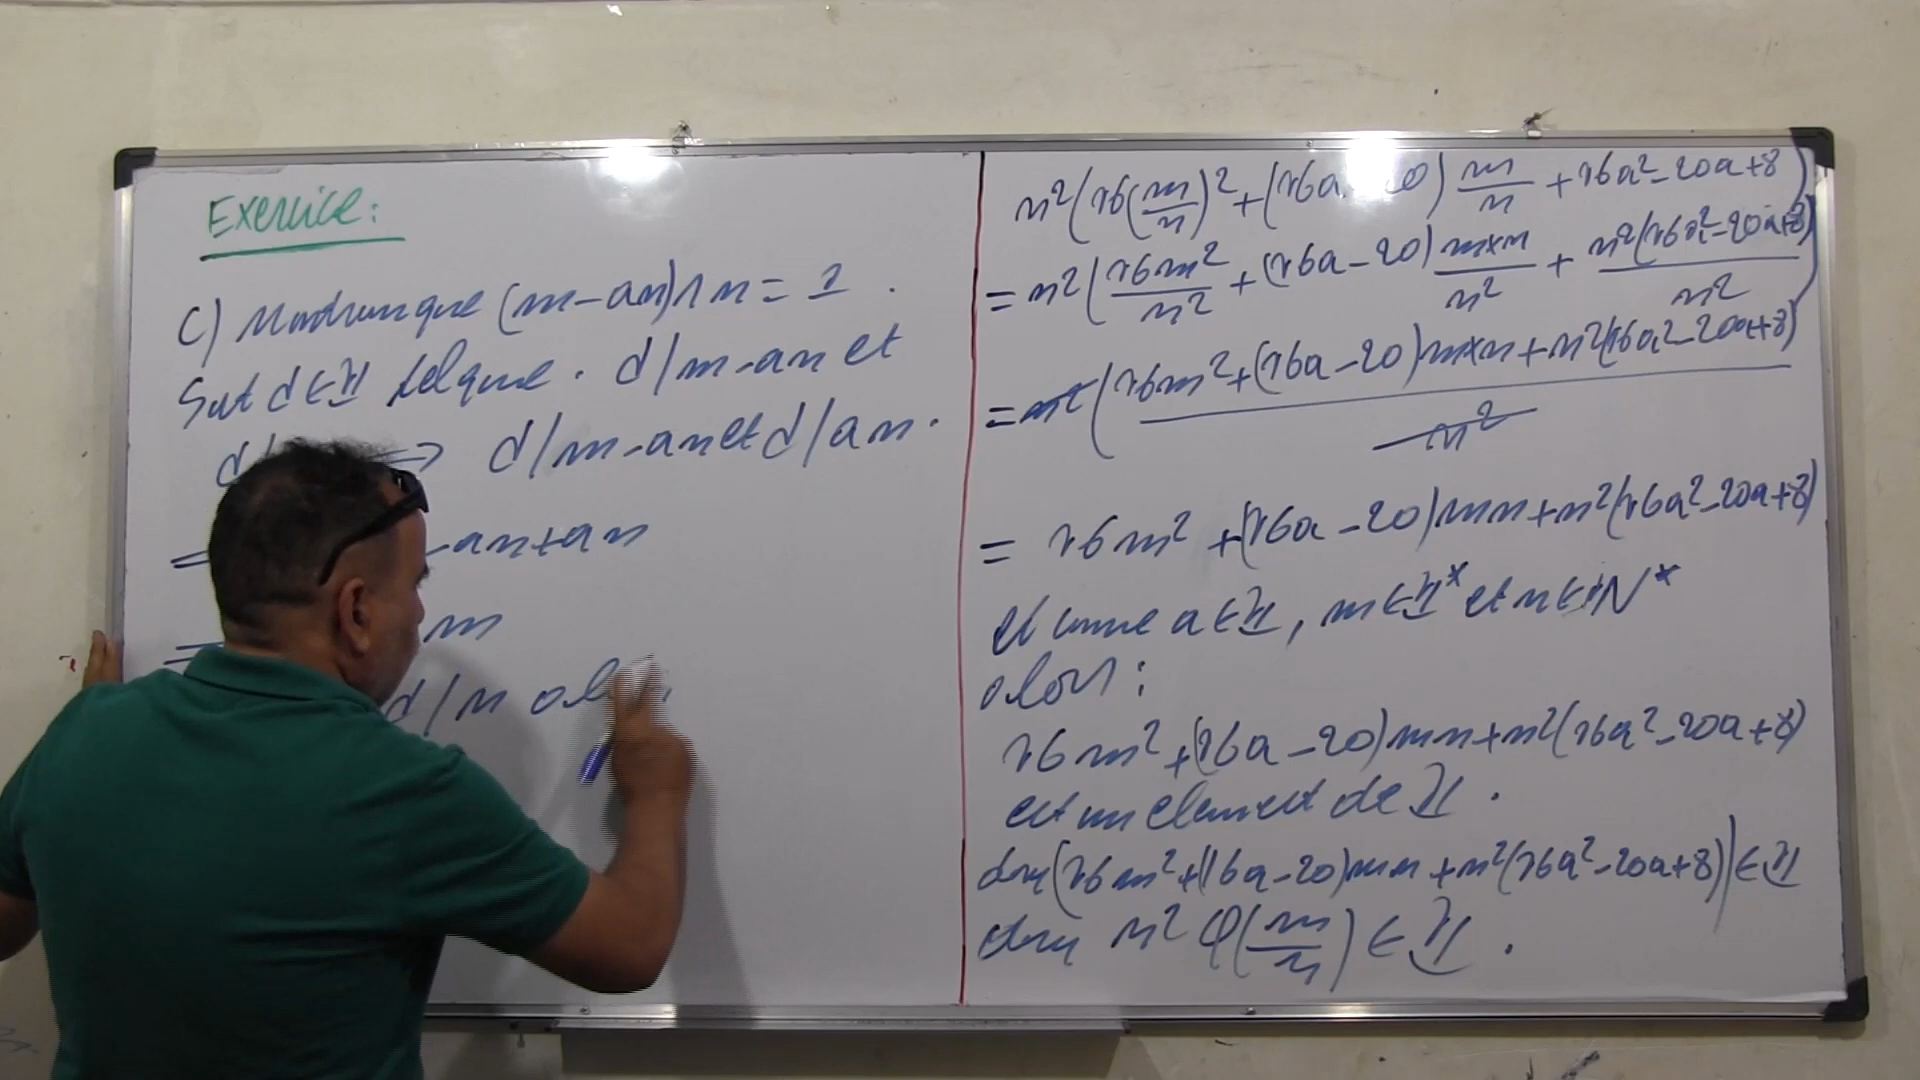 Exercice :
C) Montrons que (m-an)∧n = 1 .
Soit d∈ℤ tel que . d/m-an et
d/ ⇒ d/m-an et d/an .
-an+an
m
d/n alors
n²(16(m/n)²+(16a-20) m/n + 16a²-20a+8)
= n²(16m²/n² + (16a-20) m×n/n² + n²(16a²-20a+8)/n²)
= n²((16m²+(16a-20)m×n+n²(16a²-20a+8))/n²
= 16m² +(16a-20)mn+n²(16a²-20a+8)
et comme a∈ℤ, m∈ℤ* et n∈IN*
alors :
16m²+(16a-20)mn+n²(16a²-20a+8)
est un element de ℤ .
donc (16m²+(16a-20)mn+n²(16a²-20a+8))∈ℤ
donc n² φ(m/n) ∈ ℤ .